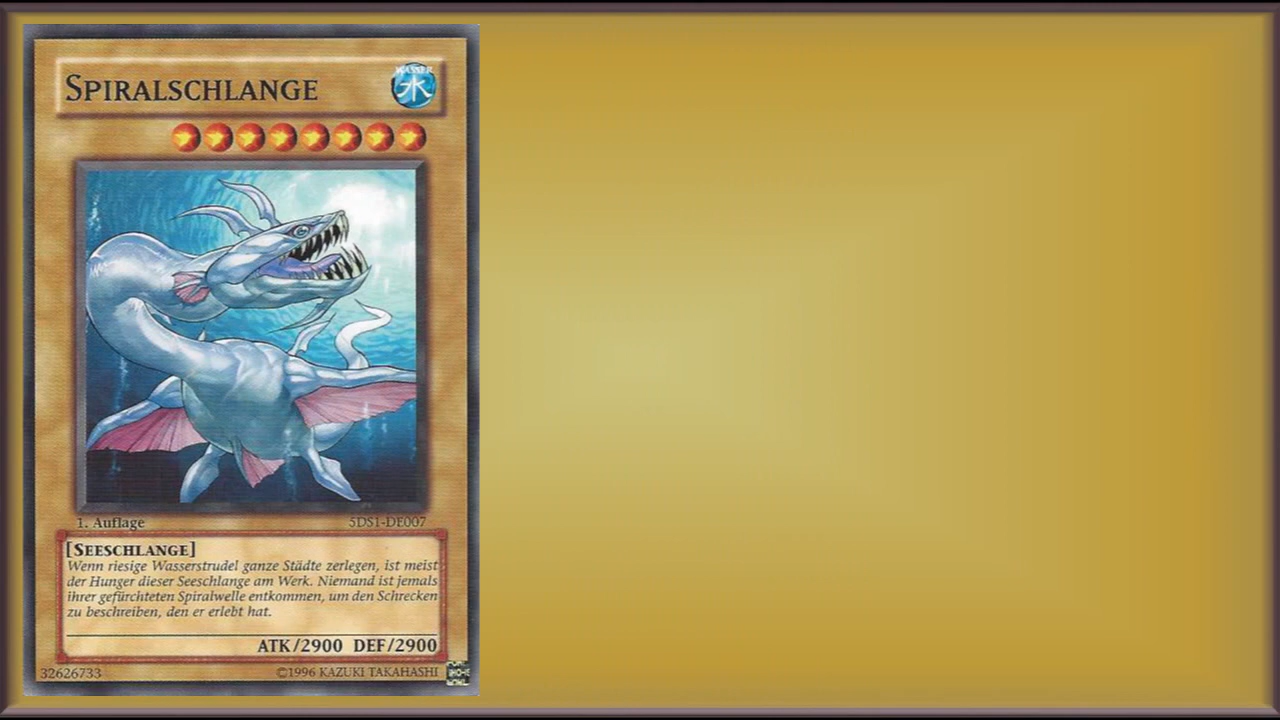 SPIRALSCHLANGE
WASSER
水
1. Auflage
5DS1-DE007
[SEESCHLANGE]
Wenn riesige Wasserstrudel ganze Städte zerlegen, ist meist
der Hunger dieser Seeschlange am Werk. Niemand ist jemals
ihrer gefürchteten Spiralwelle entkommen, um den Schrecken
zu beschreiben, den er erlebt hat.
ATK/2900 DEF/2900
32626733
©1996 KAZUKI TAKAHASHI